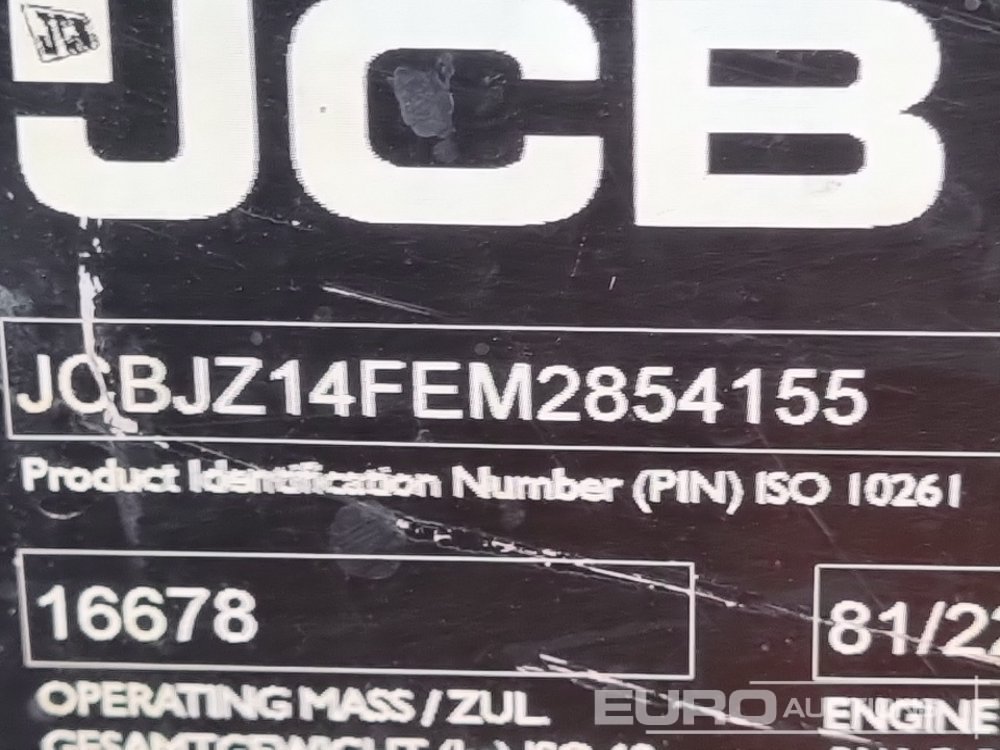 JCB
JCBJZ14FEM2854155
Product Identification Number (PIN) ISO 10261
16678
81/22
OPERATING MASS / ZUL
ENGINE
EURO